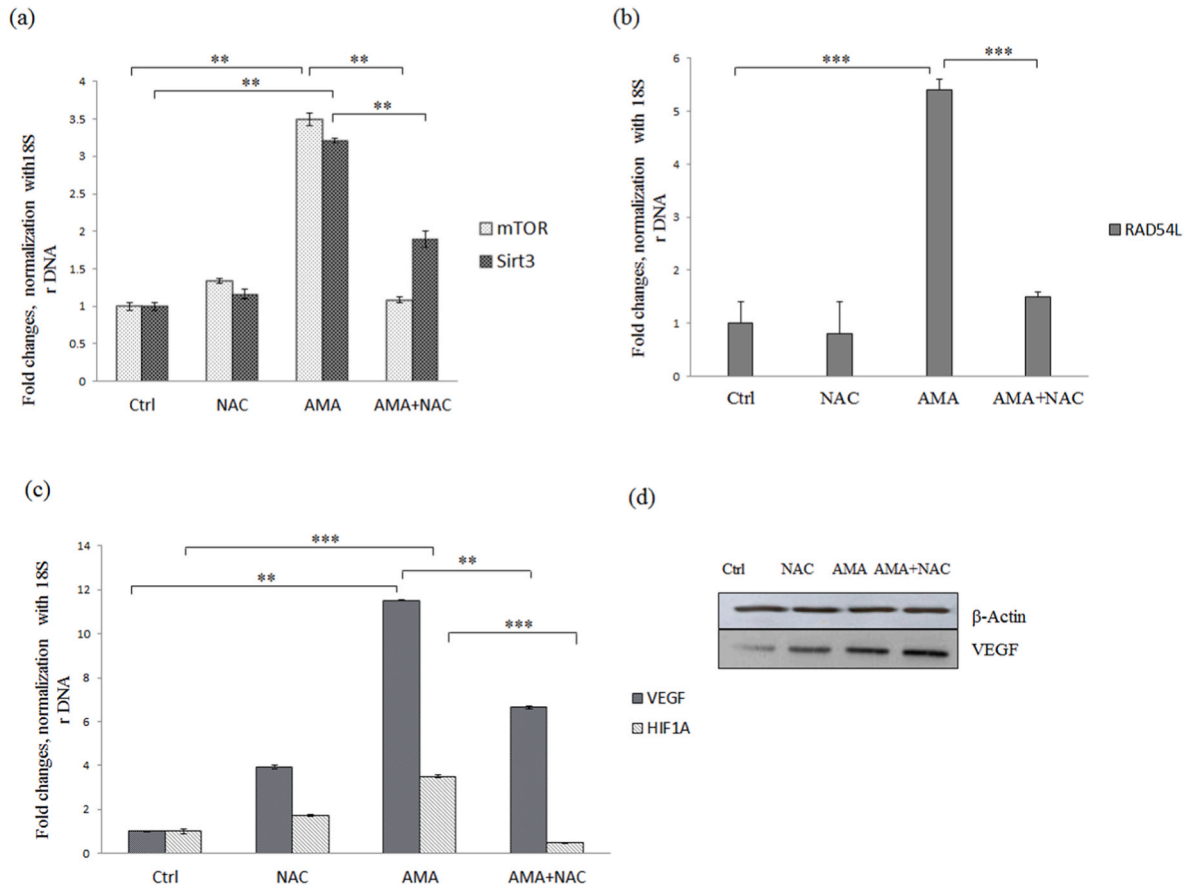 (a)
** **
** **
Fold changes, normalization with18S
r DNA
4
3.5
3
2.5
2
1.5
1
0.5
0
Ctrl NAC AMA AMA+NAC
mTOR
Sirt3
(b)
*** ***
Fold changes, normalization with 18S
r DNA
6
5
4
3
2
1
0
Ctrl NAC AMA AMA+NAC
RAD54L
(c)
***
** **
***
Fold changes, normalization with 18S
r DNA
14
12
10
8
6
4
2
0
Ctrl NAC AMA AMA+NAC
VEGF
HIF1A
(d)
Ctrl NAC AMA AMA+NAC
β-Actin
VEGF